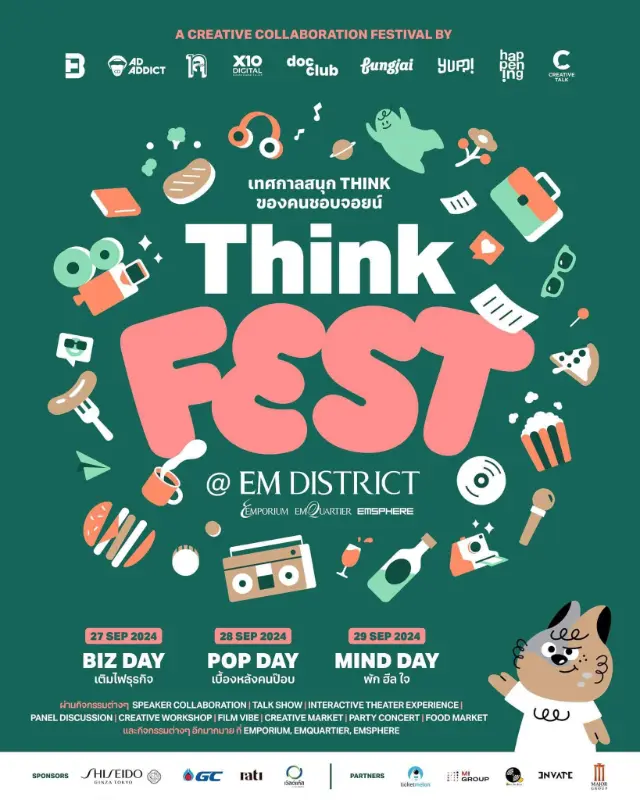 A CREATIVE COLLABORATION FESTIVAL BY
B AD ADDICT X10 DIGITAL doc club fungjai YUPP! happening C CREATIVE TALK
เทศกาลสนุก THINK
ของคนชอบจอยน์
Think
FEST
@ EM DISTRICT
EMPORIUM EMQUARTIER EMSPHERE
27 SEP 2024 28 SEP 2024 29 SEP 2024
BIZ DAY POP DAY MIND DAY
เติมไฟธุรกิจ เบื้องหลังคนป๊อบ พัก ฮีล ใจ
ผ่านกิจกรรมต่างๆ SPEAKER COLLABORATION | TALK SHOW | INTERACTIVE THEATER EXPERIENCE |
PANEL DISCUSSION | CREATIVE WORKSHOP | FILM VIBE | CREATIVE MARKET | PARTY CONCERT | FOOD MARKET
และกิจกรรมต่างๆ อีกมากมาย ที่ EMPORIUM, EMQUARTIER, EMSPHERE
SPONSORS SHISEIDO GINZA TOKYO GC rati PARTNERS ticketmelon MI GROUP INVATE MAJOR GROUP